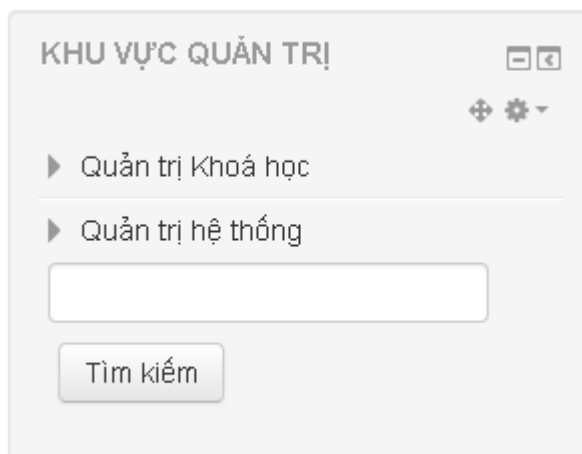 KHU VỰC QUẢN TRỊ
Quản trị Khoá học
Quản trị hệ thống
Tìm kiếm